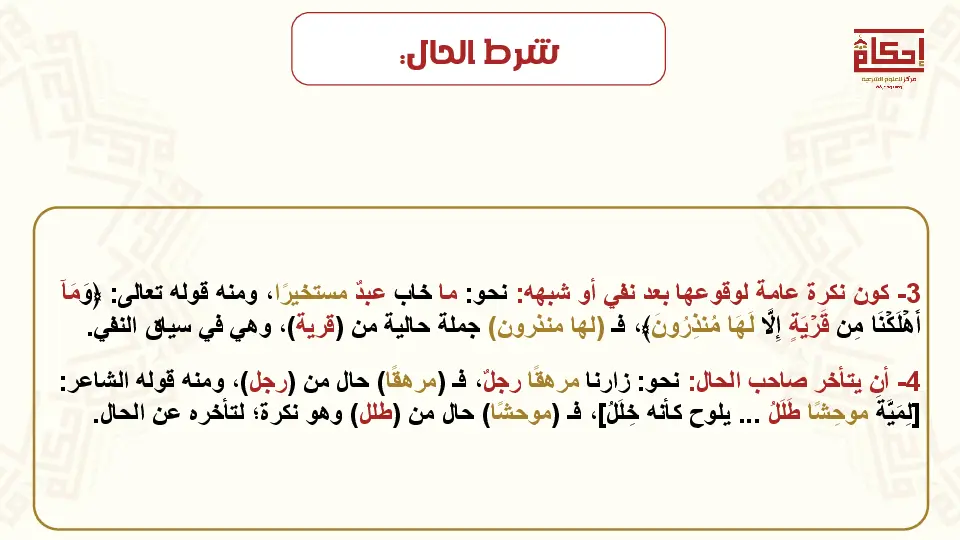 شرط الحال:
إحكام
مركز للعلوم الشرعية
3- كون نكرة عامة لوقوعها بعد نفي أو شبهه: نحو: ما خاب عبدٌ مستخيرًا، ومنه قوله تعالى: ﴿وَمَآ
أَهۡلَكۡنَا مِن قَرۡيَةٍ إِلَّا لَهَا مُنذِرُونَ﴾، فـ (لها منذرون) جملة حالية من (قرية)، وهي في سياق النفي.
4- أن يتأخر صاحب الحال: نحو: زارنا مرهقًا رجلٌ، فـ (مرهقًا) حال من (رجل)، ومنه قوله الشاعر:
[لِمَيَّةَ موحِشًا طَلَلُ ... يلوح كأنه خِلَلُ]، فـ (موحشًا) حال من (طلل) وهو نكرة؛ لتأخره عن الحال.